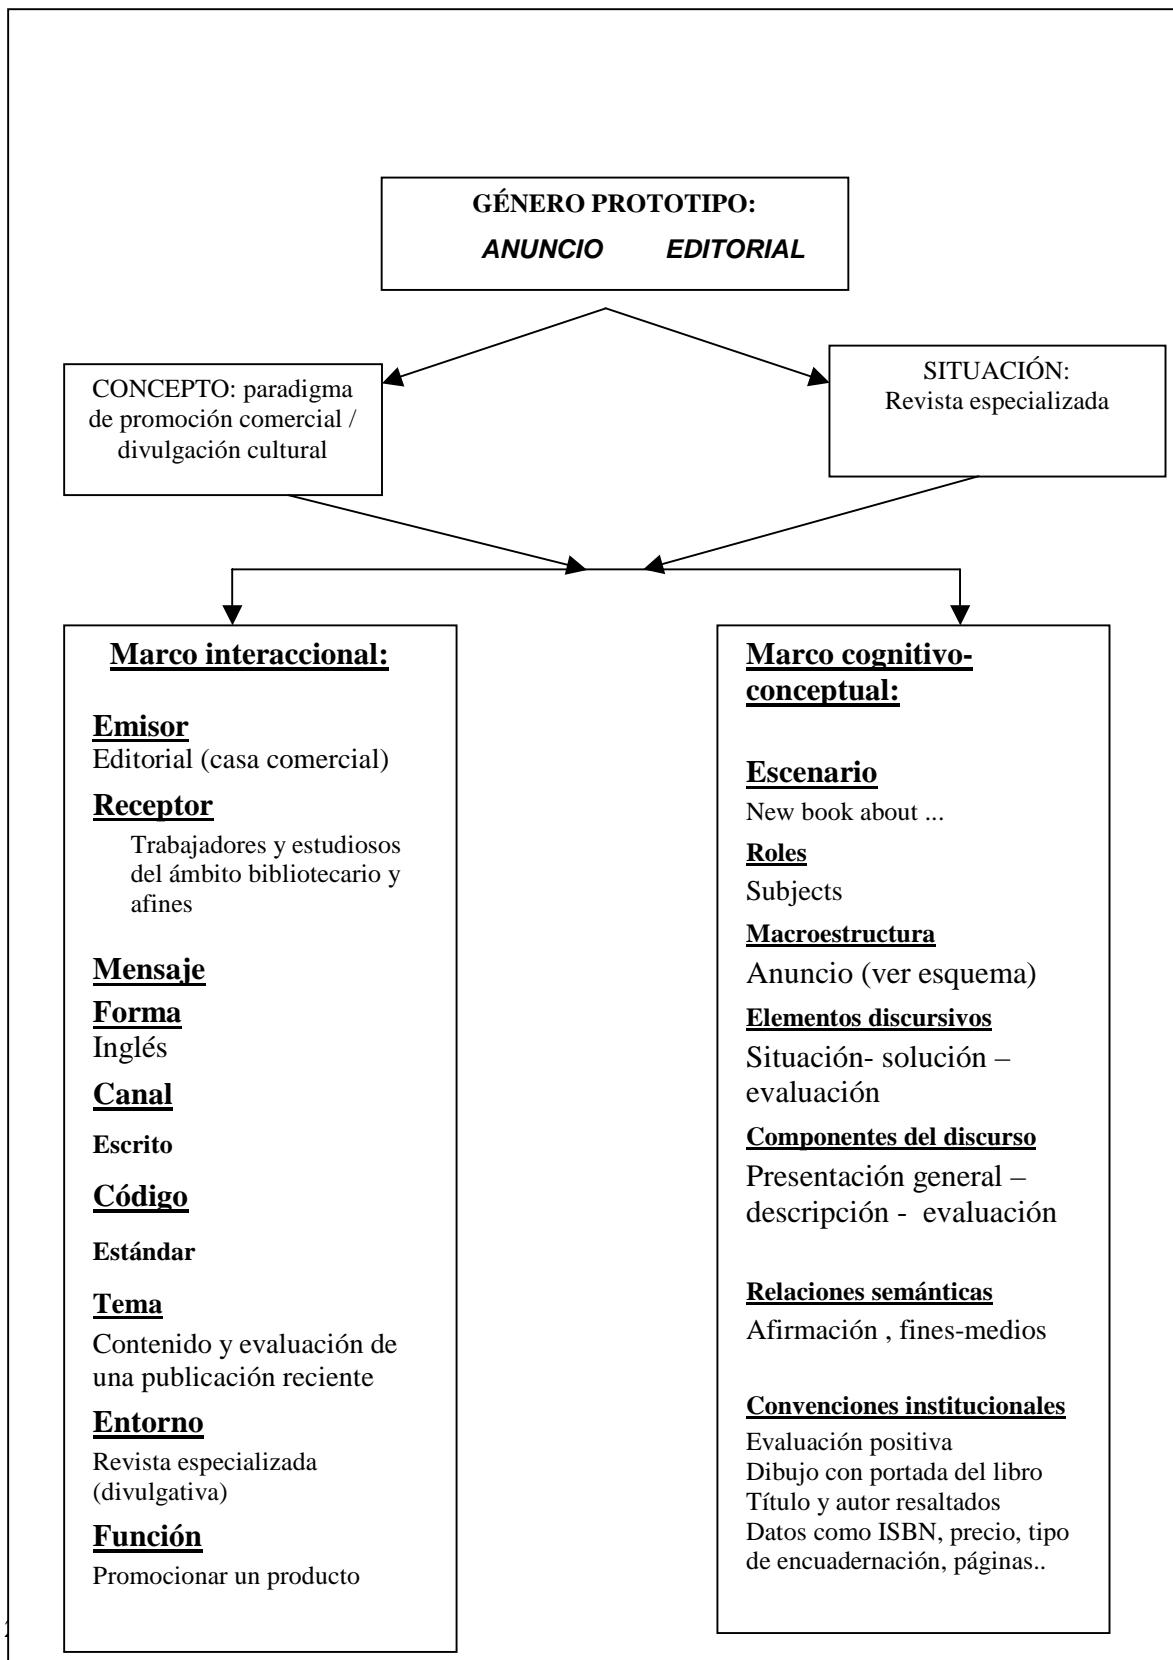 GÉNERO PROTOTIPO:
ANUNCIO EDITORIAL
CONCEPTO: paradigma
de promoción comercial /
divulgación cultural
SITUACIÓN:
Revista especializada
Marco interaccional:
Emisor
Editorial (casa comercial)
Receptor
Trabajadores y estudiosos
del ámbito bibliotecario y
afines
Mensaje
Forma
Inglés
Canal
Escrito
Código
Estándar
Tema
Contenido y evaluación de
una publicación reciente
Entorno
Revista especializada
(divulgativa)
Función
Promocionar un producto
Marco cognitivo-
conceptual:
Escenario
New book about ...
Roles
Subjects
Macroestructura
Anuncio (ver esquema)
Elementos discursivos
Situación- solución –
evaluación
Componentes del discurso
Presentación general –
descripción - evaluación
Relaciones semánticas
Afirmación , fines-medios
Convenciones institucionales
Evaluación positiva
Dibujo con portada del libro
Título y autor resaltados
Datos como ISBN, precio, tipo
de encuadernación, páginas..